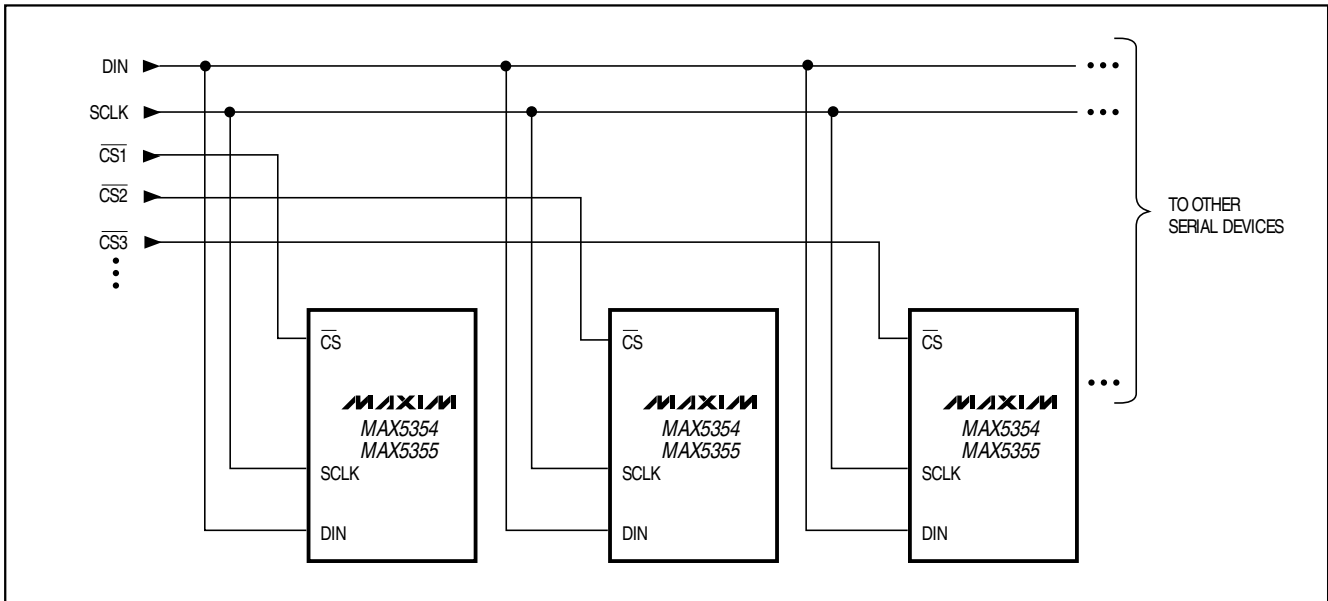 DIN
SCLK
CS1
CS2
CS3
TO OTHER
SERIAL DEVICES
CS
MAXIM
MAX5354
MAX5355
SCLK
DIN
CS
MAXIM
MAX5354
MAX5355
SCLK
DIN
CS
MAXIM
MAX5354
MAX5355
SCLK
DIN